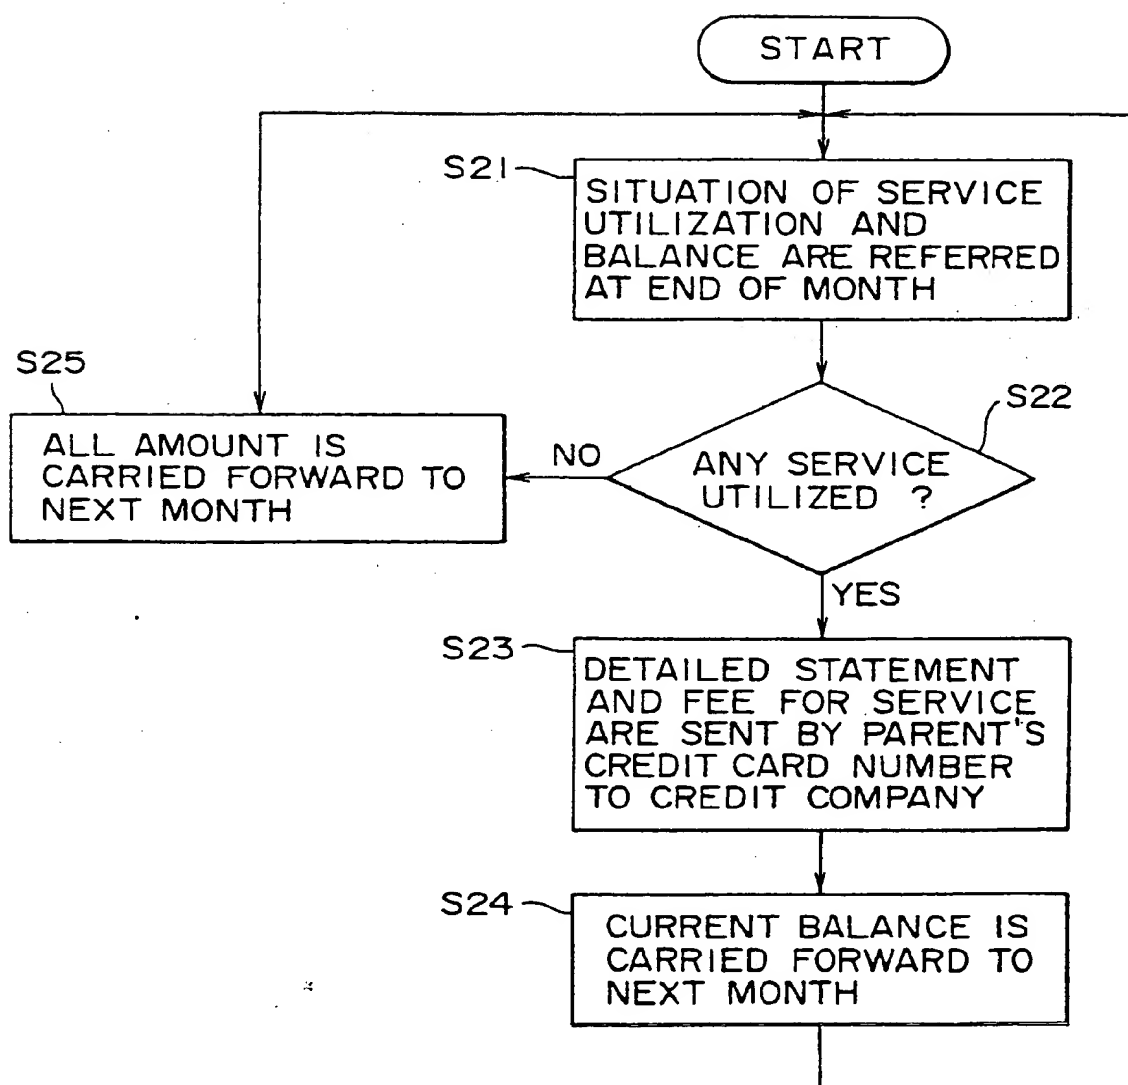 START
S21
SITUATION OF SERVICE
UTILIZATION AND
BALANCE ARE REFERRED
AT END OF MONTH
S25
ALL AMOUNT IS
CARRIED FORWARD TO
NEXT MONTH
NO
S22
ANY SERVICE
UTILIZED ?
YES
S23
DETAILED STATEMENT
AND FEE FOR SERVICE
ARE SENT BY PARENT'S
CREDIT CARD NUMBER
TO CREDIT COMPANY
S24
CURRENT BALANCE IS
CARRIED FORWARD TO
NEXT MONTH